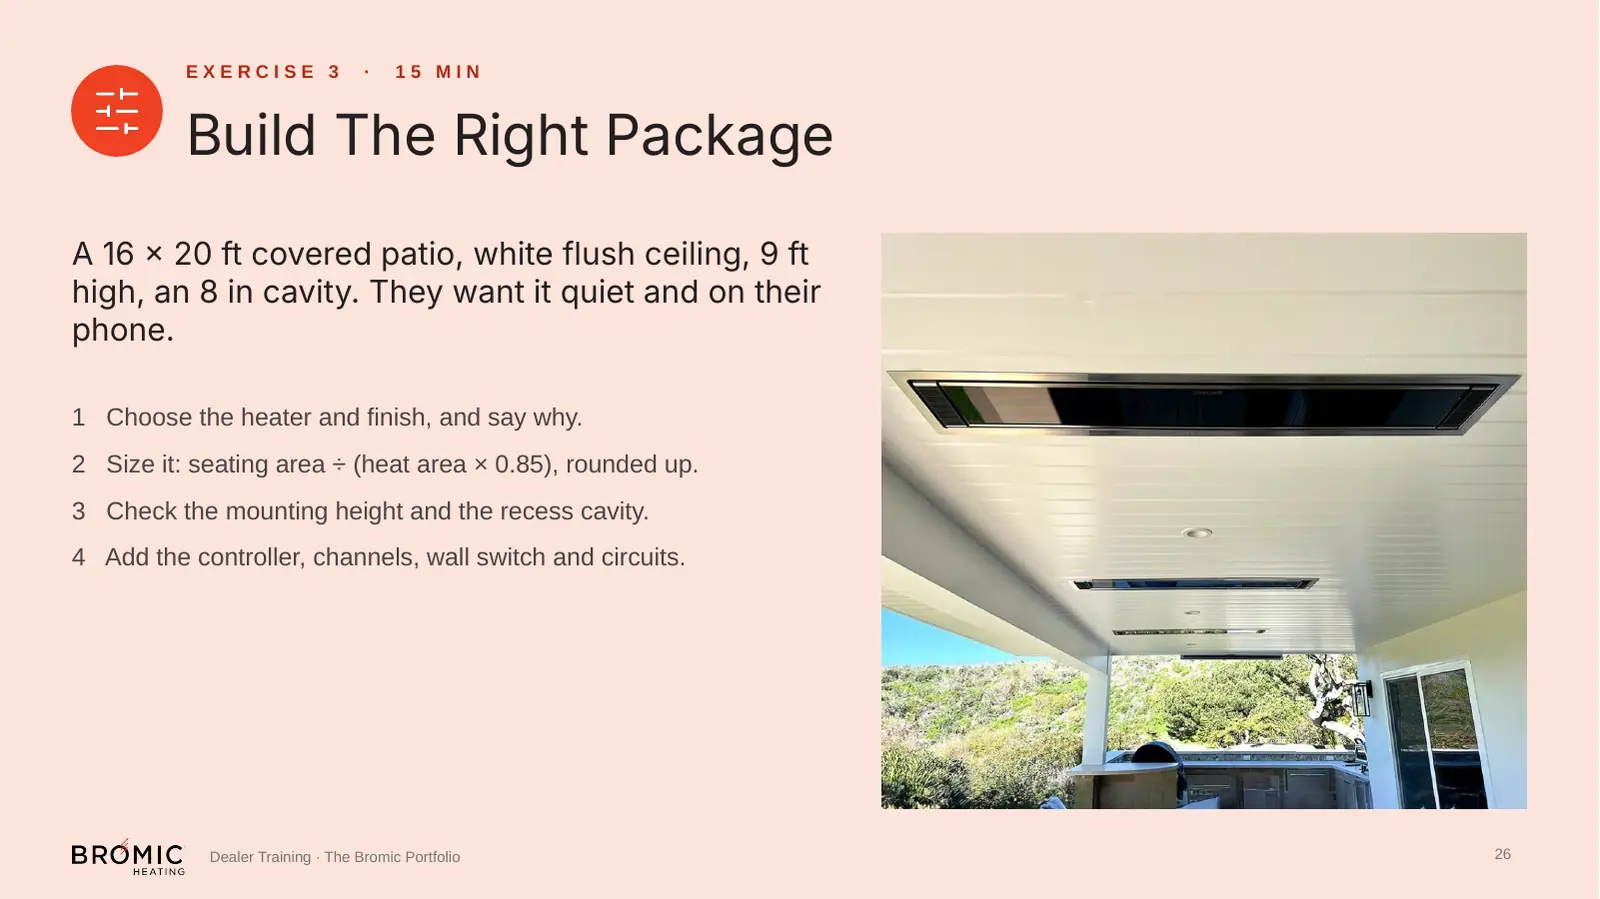 EXERCISE 3 · 15 MIN
Build The Right Package
A 16 × 20 ft covered patio, white flush ceiling, 9 ft
high, an 8 in cavity. They want it quiet and on their
phone.
1 Choose the heater and finish, and say why.
2 Size it: seating area ÷ (heat area × 0.85), rounded up.
3 Check the mounting height and the recess cavity.
4 Add the controller, channels, wall switch and circuits.
BROMIC
HEATING
Dealer Training · The Bromic Portfolio
26